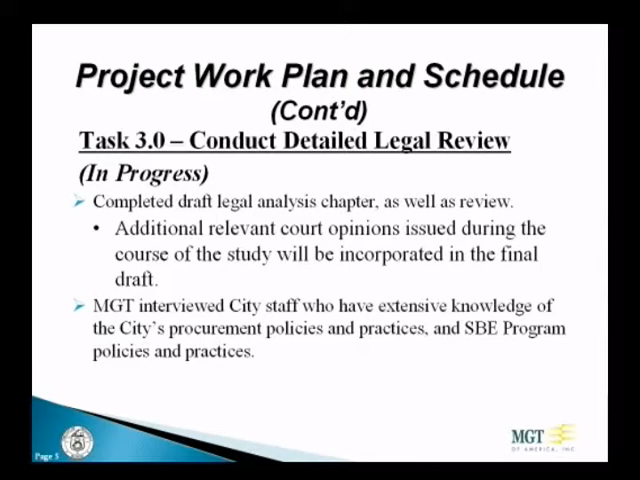 Project Work Plan and Schedule
(Cont'd)
Task 3.0 – Conduct Detailed Legal Review
(In Progress)
Completed draft legal analysis chapter, as well as review.
• Additional relevant court opinions issued during the
course of the study will be incorporated in the final
draft.
MGT interviewed City staff who have extensive knowledge of
the City's procurement policies and practices, and SBE Program
policies and practices.
Page 5
MGT
OF AMERICA, INC.